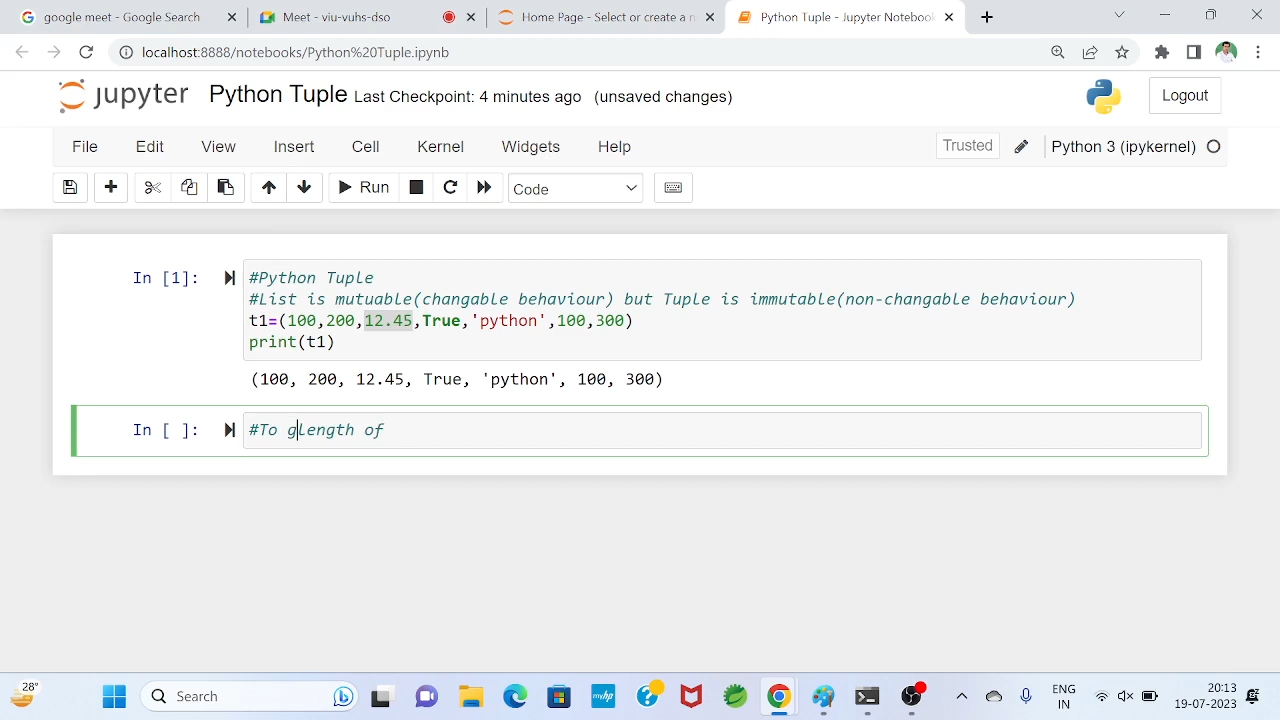 google meet - Google Search
Meet - viu-vuhs-dso
Home Page - Select or create a n
Python Tuple - Jupyter Notebook
localhost:8888/notebooks/Python%20Tuple.ipynb
jupyter Python Tuple Last Checkpoint: 4 minutes ago (unsaved changes)
Logout
File Edit View Insert Cell Kernel Widgets Help
Trusted
Python 3 (ipykernel)
Run
Code
In [1]:
#Python Tuple
#List is mutuable(changable behaviour) but Tuple is immutable(non-changable behaviour)
t1=(100,200,12.45,True,'python',100,300)
print(t1)
(100, 200, 12.45, True, 'python', 100, 300)
In [ ]:
#To gLength of
28°
Search
myhp
ENG
IN
20:13
19-07-2023